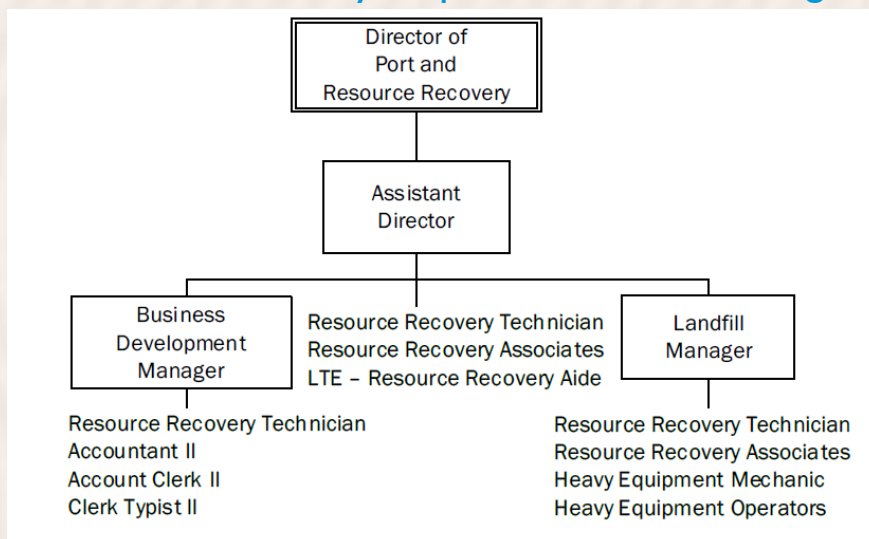 Director of
Port and
Resource Recovery
Assistant
Director
Business
Development
Manager
Resource Recovery Technician
Resource Recovery Associates
LTE – Resource Recovery Aide
Landfill
Manager
Resource Recovery Technician
Accountant II
Account Clerk II
Clerk Typist II
Resource Recovery Technician
Resource Recovery Associates
Heavy Equipment Mechanic
Heavy Equipment Operators